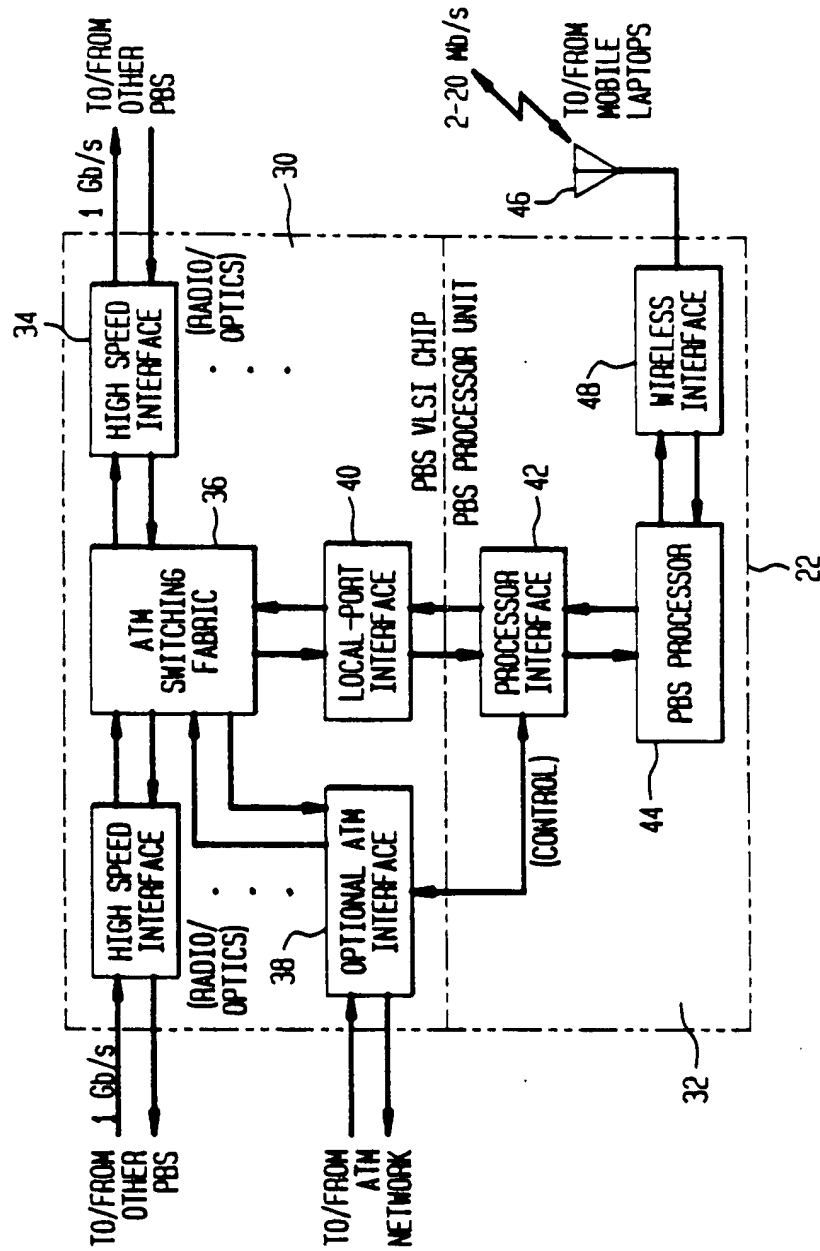 TO/FROM
OTHER
PBS
1 Gb/s
HIGH SPEED
INTERFACE
(RADIO/
OPTICS)
ATM
SWITCHING
FABRIC
36
34
HIGH SPEED
INTERFACE
(RADIO/
OPTICS)
1 Gb/s
TO/FROM
OTHER
PBS
30
TO/FROM
ATM
NETWORK
38
OPTIONAL ATM
INTERFACE
LOCAL-PORT
INTERFACE
40
PBS VLSI CHIP
PBS PROCESSOR UNIT
(CONTROL)
PROCESSOR
INTERFACE
42
44
PBS PROCESSOR
48
WIRELESS
INTERFACE
46
2-20 Mb/s
TO/FROM
MOBILE
LAPTOPS
32
22